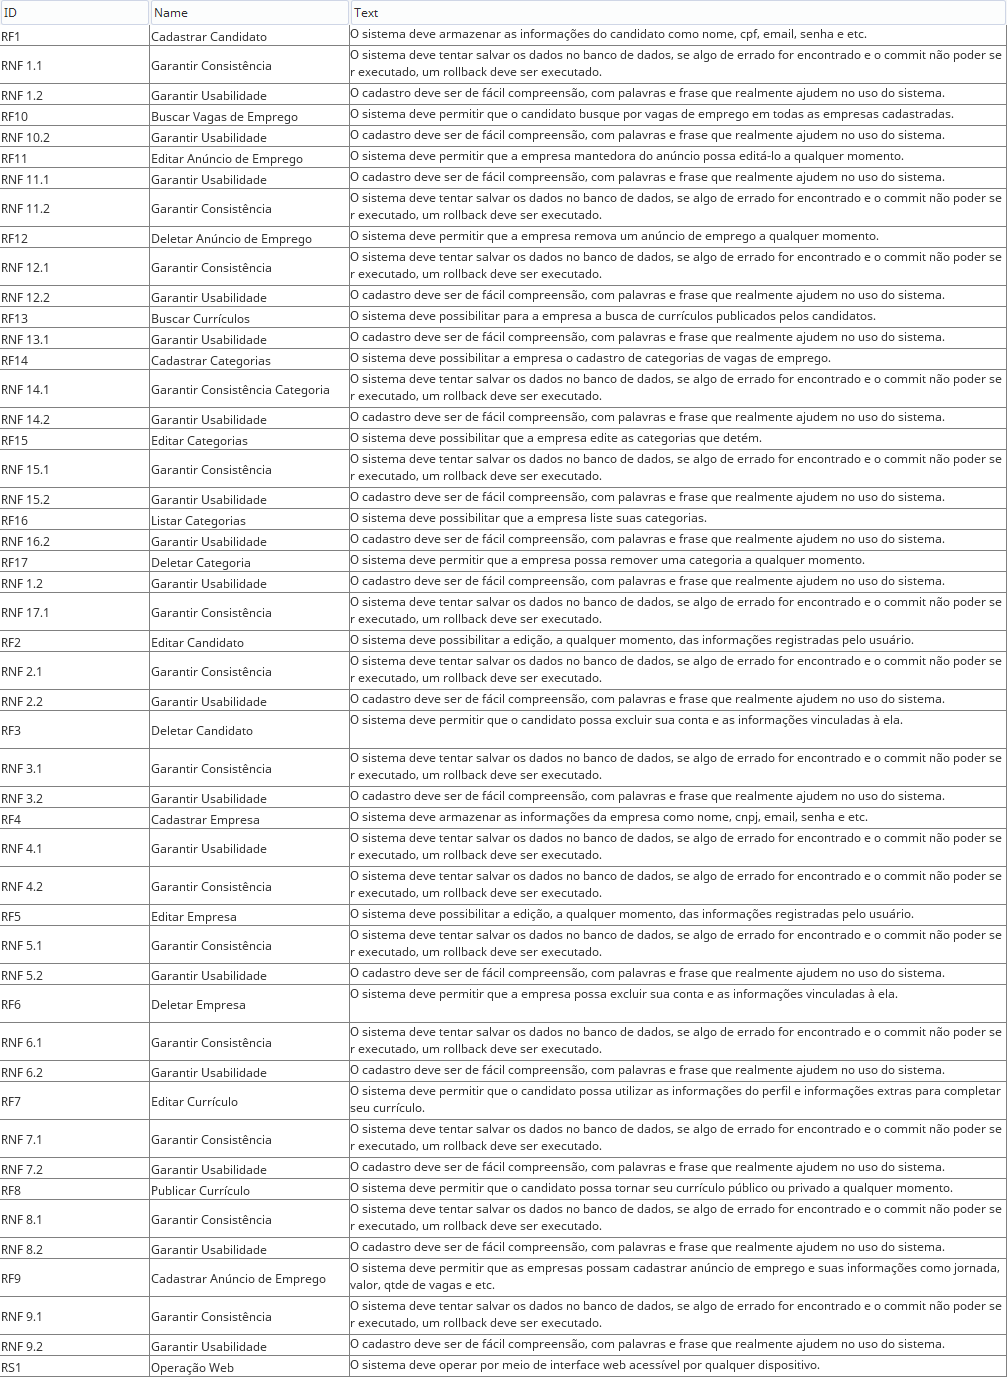 ID Name Text
RF1 Cadastrar Candidato O sistema deve armazenar as informações do candidato como nome, cpf, email, senha e etc.
RNF 1.1 Garantir Consistência O sistema deve tentar salvar os dados no banco de dados, se algo de errado for encontrado e o commit não poder se
r executado, um rollback deve ser executado.
RNF 1.2 Garantir Usabilidade O cadastro deve ser de fácil compreensão, com palavras e frase que realmente ajudem no uso do sistema.
RF10 Buscar Vagas de Emprego O sistema deve permitir que o candidato busque por vagas de emprego em todas as empresas cadastradas.
RNF 10.2 Garantir Usabilidade O cadastro deve ser de fácil compreensão, com palavras e frase que realmente ajudem no uso do sistema.
RF11 Editar Anúncio de Emprego O sistema deve permitir que a empresa mantedora do anúncio possa editá-lo a qualquer momento.
RNF 11.1 Garantir Usabilidade O cadastro deve ser de fácil compreensão, com palavras e frase que realmente ajudem no uso do sistema.
RNF 11.2 Garantir Consistência O sistema deve tentar salvar os dados no banco de dados, se algo de errado for encontrado e o commit não poder se
r executado, um rollback deve ser executado.
RF12 Deletar Anúncio de Emprego O sistema deve permitir que a empresa remova um anúncio de emprego a qualquer momento.
RNF 12.1 Garantir Consistência O sistema deve tentar salvar os dados no banco de dados, se algo de errado for encontrado e o commit não poder se
r executado, um rollback deve ser executado.
RNF 12.2 Garantir Usabilidade O cadastro deve ser de fácil compreensão, com palavras e frase que realmente ajudem no uso do sistema.
RF13 Buscar Currículos O sistema deve possibilitar para a empresa a busca de currículos publicados pelos candidatos.
RNF 13.1 Garantir Usabilidade O cadastro deve ser de fácil compreensão, com palavras e frase que realmente ajudem no uso do sistema.
RF14 Cadastrar Categorias O sistema deve possibilitar a empresa o cadastro de categorias de vagas de emprego.
RNF 14.1 Garantir Consistência Categoria O sistema deve tentar salvar os dados no banco de dados, se algo de errado for encontrado e o commit não poder se
r executado, um rollback deve ser executado.
RNF 14.2 Garantir Usabilidade O cadastro deve ser de fácil compreensão, com palavras e frase que realmente ajudem no uso do sistema.
RF15 Editar Categorias O sistema deve possibilitar que a empresa edite as categorias que detém.
RNF 15.1 Garantir Consistência O sistema deve tentar salvar os dados no banco de dados, se algo de errado for encontrado e o commit não poder se
r executado, um rollback deve ser executado.
RNF 15.2 Garantir Usabilidade O cadastro deve ser de fácil compreensão, com palavras e frase que realmente ajudem no uso do sistema.
RF16 Listar Categorias O sistema deve possibilitar que a empresa liste suas categorias.
RNF 16.2 Garantir Usabilidade O cadastro deve ser de fácil compreensão, com palavras e frase que realmente ajudem no uso do sistema.
RF17 Deletar Categoria O sistema deve permitir que a empresa possa remover uma categoria a qualquer momento.
RNF 1.2 Garantir Usabilidade O cadastro deve ser de fácil compreensão, com palavras e frase que realmente ajudem no uso do sistema.
RNF 17.1 Garantir Consistência O sistema deve tentar salvar os dados no banco de dados, se algo de errado for encontrado e o commit não poder se
r executado, um rollback deve ser executado.
RF2 Editar Candidato O sistema deve possibilitar a edição, a qualquer momento, das informações registradas pelo usuário.
RNF 2.1 Garantir Consistência O sistema deve tentar salvar os dados no banco de dados, se algo de errado for encontrado e o commit não poder se
r executado, um rollback deve ser executado.
RNF 2.2 Garantir Usabilidade O cadastro deve ser de fácil compreensão, com palavras e frase que realmente ajudem no uso do sistema.
RF3 Deletar Candidato O sistema deve permitir que o candidato possa excluir sua conta e as informações vinculadas à ela.
RNF 3.1 Garantir Consistência O sistema deve tentar salvar os dados no banco de dados, se algo de errado for encontrado e o commit não poder se
r executado, um rollback deve ser executado.
RNF 3.2 Garantir Usabilidade O cadastro deve ser de fácil compreensão, com palavras e frase que realmente ajudem no uso do sistema.
RF4 Cadastrar Empresa O sistema deve armazenar as informações da empresa como nome, cnpj, email, senha e etc.
RNF 4.1 Garantir Usabilidade O sistema deve tentar salvar os dados no banco de dados, se algo de errado for encontrado e o commit não poder se
r executado, um rollback deve ser executado.
RNF 4.2 Garantir Consistência O sistema deve tentar salvar os dados no banco de dados, se algo de errado for encontrado e o commit não poder se
r executado, um rollback deve ser executado.
RF5 Editar Empresa O sistema deve possibilitar a edição, a qualquer momento, das informações registradas pelo usuário.
RNF 5.1 Garantir Consistência O sistema deve tentar salvar os dados no banco de dados, se algo de errado for encontrado e o commit não poder se
r executado, um rollback deve ser executado.
RNF 5.2 Garantir Usabilidade O cadastro deve ser de fácil compreensão, com palavras e frase que realmente ajudem no uso do sistema.
RF6 Deletar Empresa O sistema deve permitir que a empresa possa excluir sua conta e as informações vinculadas à ela.
RNF 6.1 Garantir Consistência O sistema deve tentar salvar os dados no banco de dados, se algo de errado for encontrado e o commit não poder se
r executado, um rollback deve ser executado.
RNF 6.2 Garantir Usabilidade O cadastro deve ser de fácil compreensão, com palavras e frase que realmente ajudem no uso do sistema.
RF7 Editar Currículo O sistema deve permitir que o candidato possa utilizar as informações do perfil e informações extras para completar
seu currículo.
RNF 7.1 Garantir Consistência O sistema deve tentar salvar os dados no banco de dados, se algo de errado for encontrado e o commit não poder se
r executado, um rollback deve ser executado.
RNF 7.2 Garantir Usabilidade O cadastro deve ser de fácil compreensão, com palavras e frase que realmente ajudem no uso do sistema.
RF8 Publicar Currículo O sistema deve permitir que o candidato possa tornar seu currículo público ou privado a qualquer momento.
RNF 8.1 Garantir Consistência O sistema deve tentar salvar os dados no banco de dados, se algo de errado for encontrado e o commit não poder se
r executado, um rollback deve ser executado.
RNF 8.2 Garantir Usabilidade O cadastro deve ser de fácil compreensão, com palavras e frase que realmente ajudem no uso do sistema.
RF9 Cadastrar Anúncio de Emprego O sistema deve permitir que as empresas possam cadastrar anúncio de emprego e suas informações como jornada,
valor, qtde de vagas e etc.
RNF 9.1 Garantir Consistência O sistema deve tentar salvar os dados no banco de dados, se algo de errado for encontrado e o commit não poder se
r executado, um rollback deve ser executado.
RNF 9.2 Garantir Usabilidade O cadastro deve ser de fácil compreensão, com palavras e frase que realmente ajudem no uso do sistema.
RS1 Operação Web O sistema deve operar por meio de interface web acessível por qualquer dispositivo.